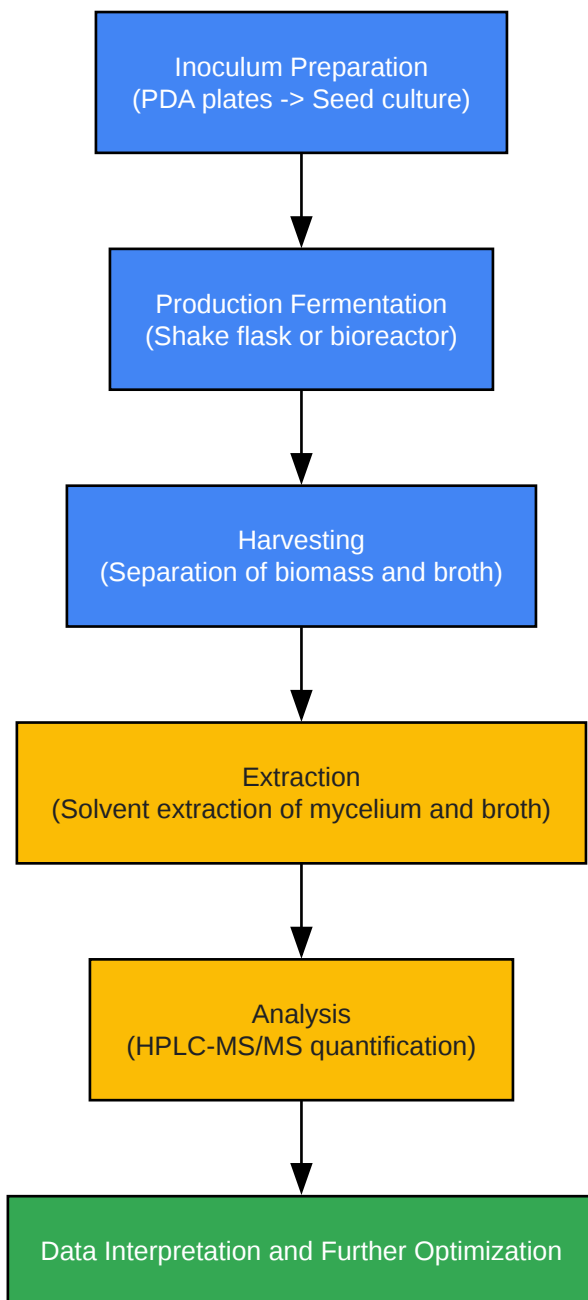 Inoculum Preparation
(PDA plates -> Seed culture)
Production Fermentation
(Shake flask or bioreactor)
Harvesting
(Separation of biomass and broth)
Extraction
(Solvent extraction of mycelium and broth)
Analysis
(HPLC-MS/MS quantification)
Data Interpretation and Further Optimization